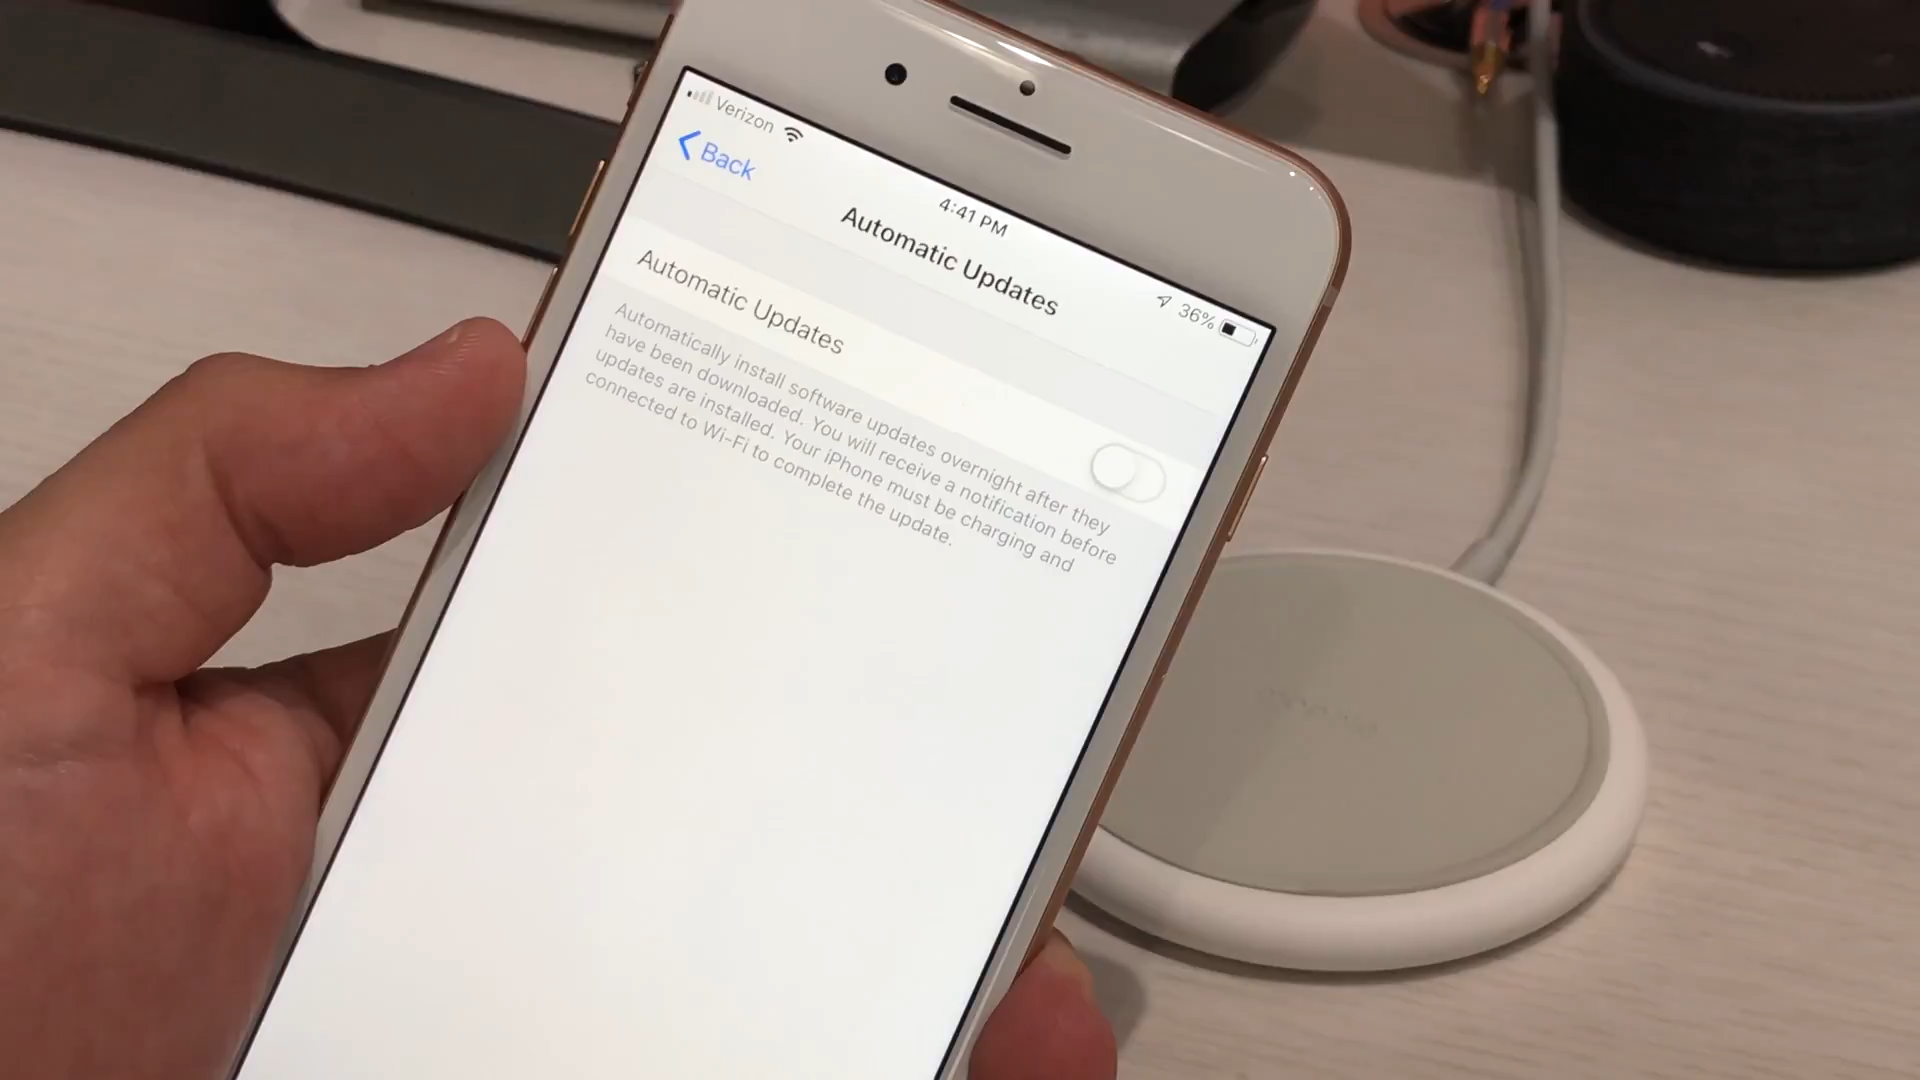 Verizon
4:41 PM
36%
Back
Automatic Updates
Automatic Updates
Automatically install software updates overnight after they
have been downloaded. You will receive a notification before
updates are installed. Your iPhone must be charging and
connected to Wi-Fi to complete the update.